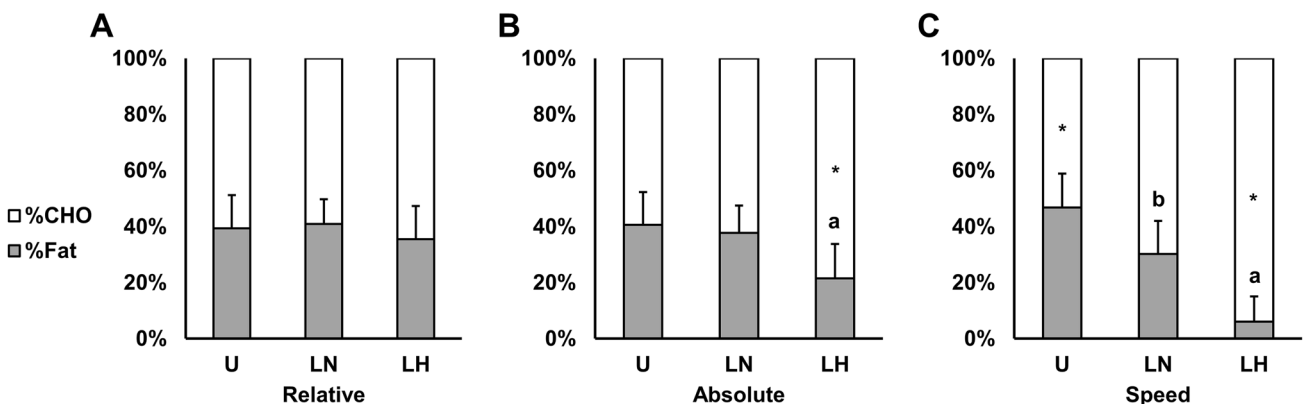 A
B
C
100%
80%
60%
40%
20%
0%
%CHO
%Fat
U LN LH
Relative
100%
80%
60%
40%
20%
0%
*
a
U LN LH
Absolute
100%
80%
60%
40%
20%
0%
*
b
*
a
U LN LH
Speed